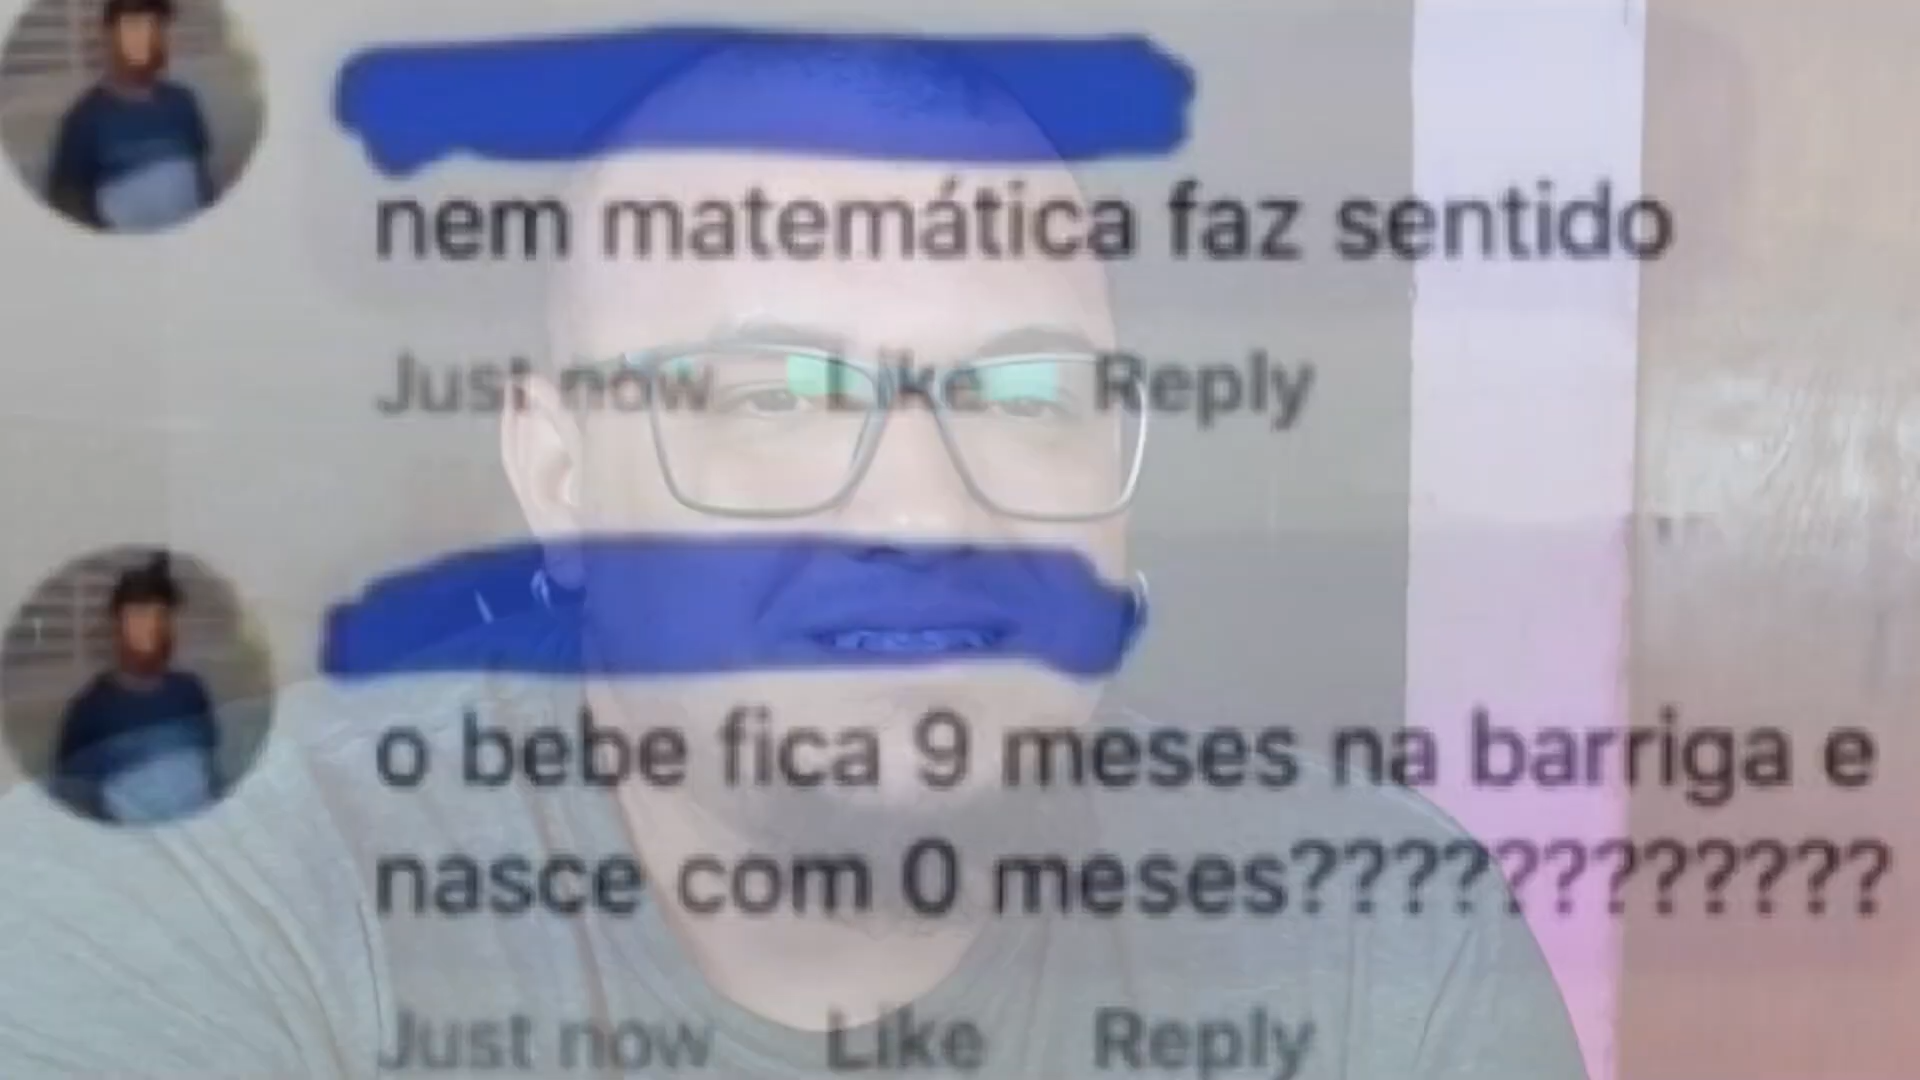 nem matemática faz sentido
Just now Like Reply
o bebe fica 9 meses na barriga e
nasce com 0 meses????????????
Just now Like Reply